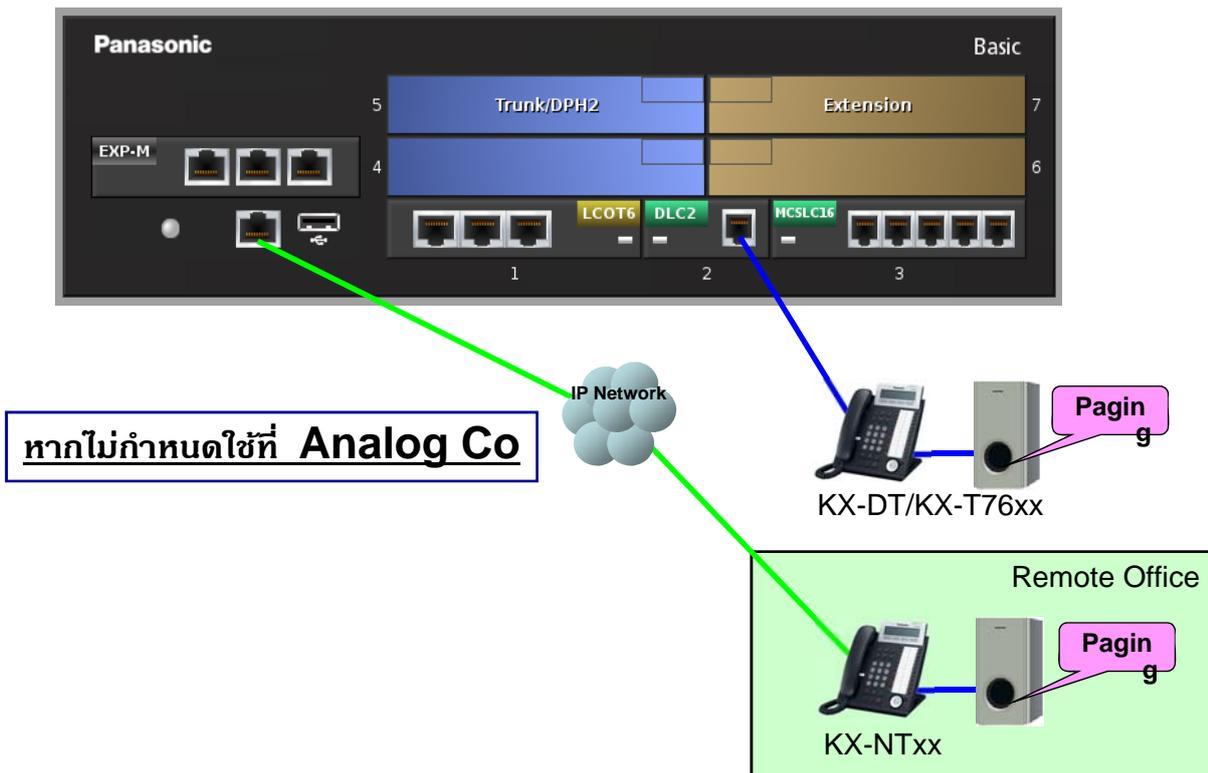 Panasonic
Basic
5
Trunk/DPH2
Extension
7
EXP-M
4
6
LCOT6
DLC2
MCSLC16
1
2
3
IP Network
Pagin
g
หากไม่กำหนดใช้ที่ Analog Co
KX-DT/KX-T76xx
Remote Office
Pagin
g
KX-NTxx